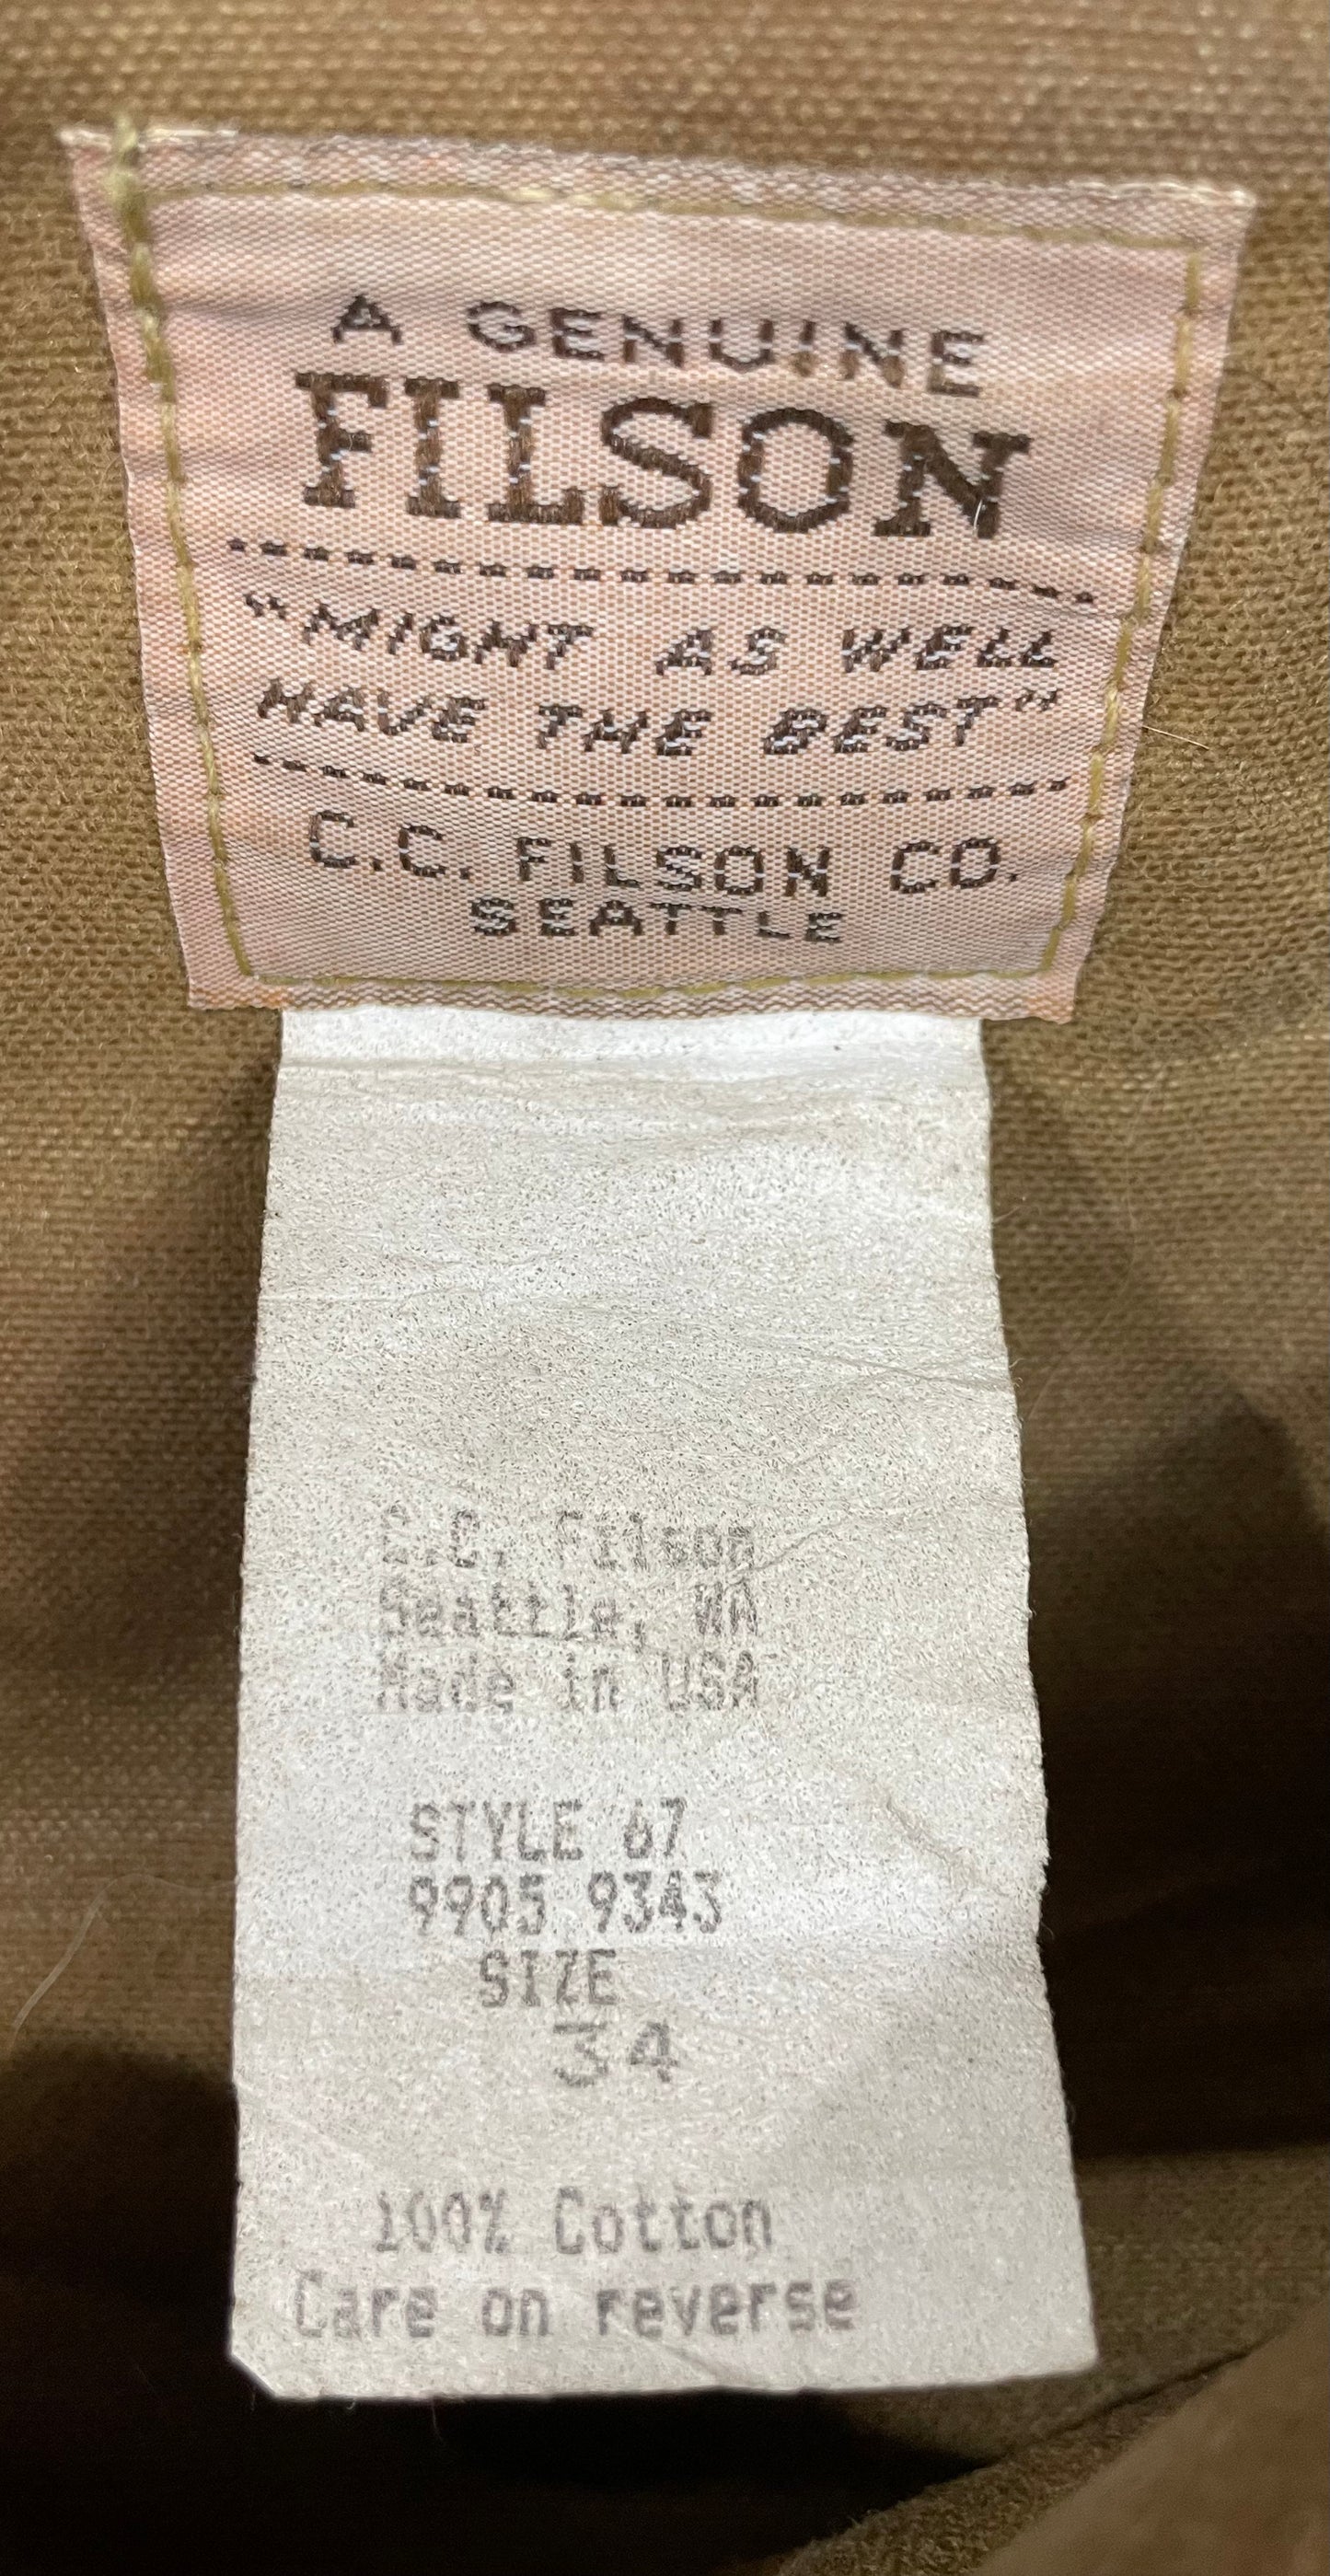 A GENUINE
FILSON
"MIGHT AS WELL
HAVE THE BEST"
C.C. FILSON CO.
SEATTLE
C.C. Filson
Seattle, WA
Made in USA
STYLE 67
9905 9343
SIZE
34
100% Cotton
Care on reverse